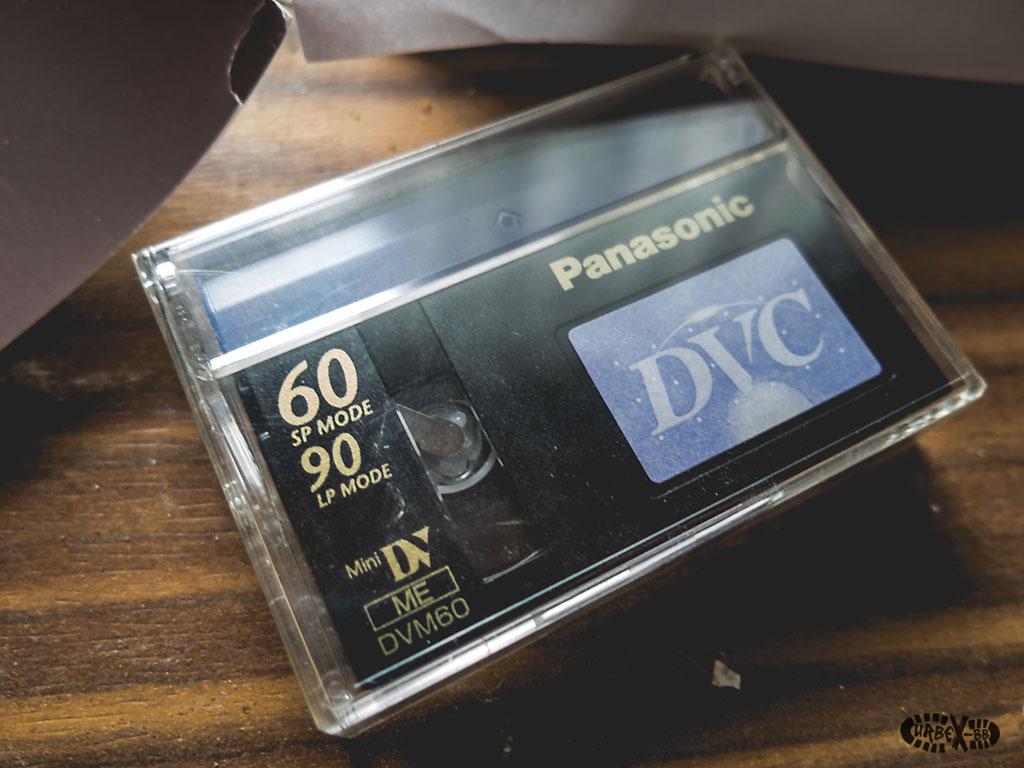 Panasonic
DVC
60
SP MODE
90
LP MODE
Mini DV
ME
DVM60
URBEX-BB